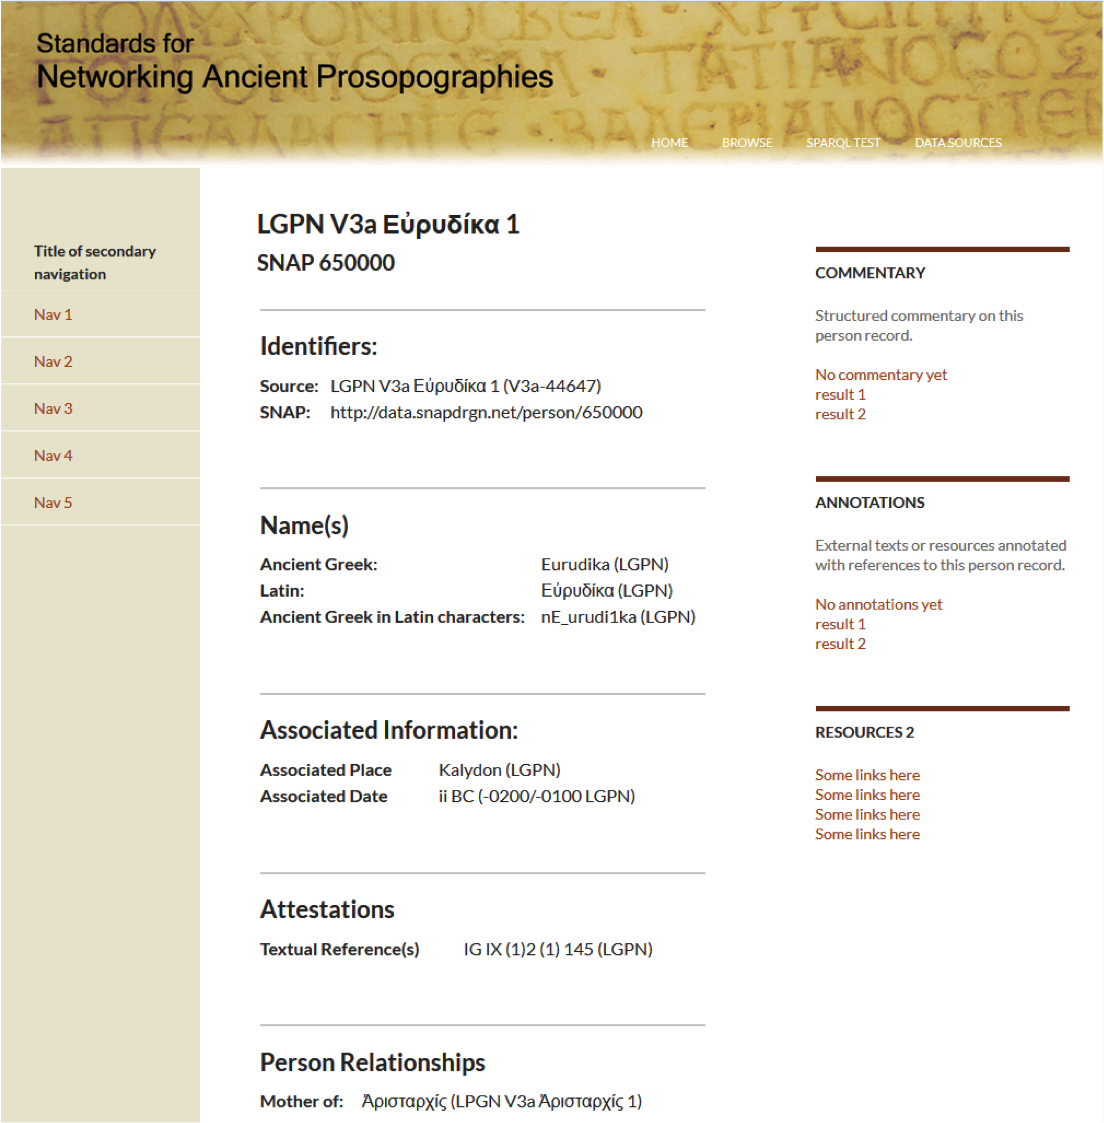 Standards for
Networking Ancient Prosopographies
HOME BROWSE SPARQL TEST DATA SOURCES
Title of secondary
navigation
Nav 1
Nav 2
Nav 3
Nav 4
Nav 5
LGPN V3a Εὐρυδίκα 1
SNAP 650000
Identifiers:
Source: LGPN V3a Εὐρυδίκα 1 (V3a-44647)
SNAP: http://data.snapdrgn.net/person/650000
Name(s)
Ancient Greek: Eurudika (LGPN)
Latin: Εὐρυδίκα (LGPN)
Ancient Greek in Latin characters: nE_urudi1ka (LGPN)
Associated Information:
Associated Place Kalydon (LGPN)
Associated Date ii BC (-0200/-0100 LGPN)
Attestations
Textual Reference(s) IG IX (1)2 (1) 145 (LGPN)
Person Relationships
Mother of: Ἀρισταρχίς (LPGN V3a Ἀρισταρχίς 1)
COMMENTARY
Structured commentary on this
person record.
No commentary yet
result 1
result 2
ANNOTATIONS
External texts or resources annotated
with references to this person record.
No annotations yet
result 1
result 2
RESOURCES 2
Some links here
Some links here
Some links here
Some links here